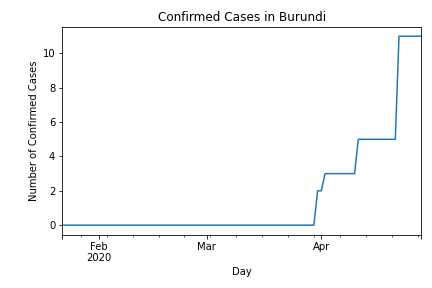 Confirmed Cases in Burundi
Number of Confirmed Cases
10
8
6
4
2
0
Feb
2020
Mar
Apr
Day